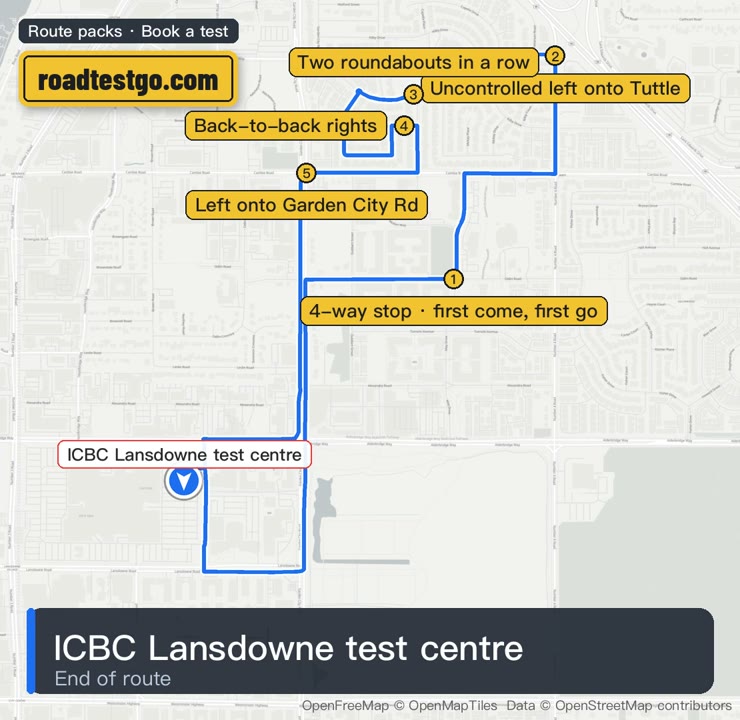 Route packs · Book a test
roadtestgo.com
Two roundabouts in a row
2
Uncontrolled left onto Tuttle
3
Back-to-back rights
4
5
Left onto Garden City Rd
1
4-way stop · first come, first go
ICBC Lansdowne test centre
ICBC Lansdowne test centre
End of route
OpenFreeMap © OpenMapTiles Data © OpenStreetMap contributors